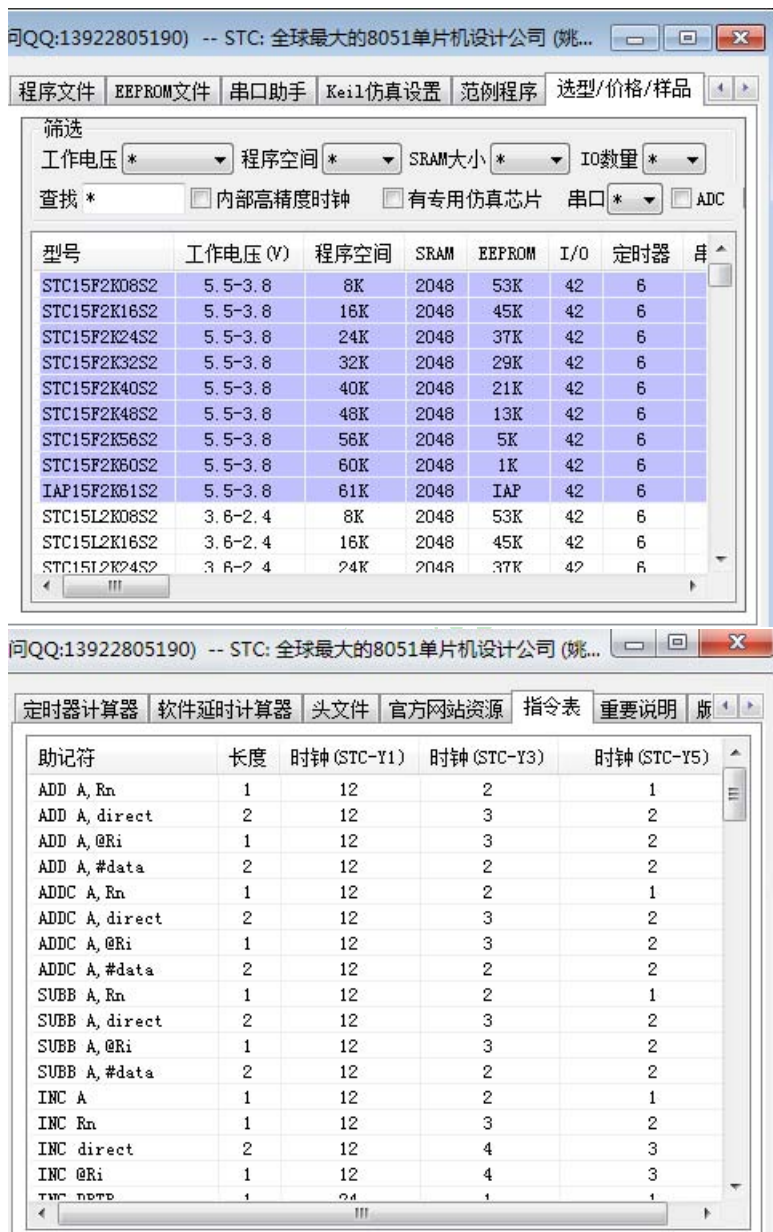 问QQ:13922805190) -- STC: 全球最大的8051单片机设计公司 (姚...
程序文件 EEPROM文件 串口助手 Keil仿真设置 范例程序 选型/价格/样品
筛选
工作电压 * 程序空间 * SRAM大小 * IO数量 *
查找 * 内部高精度时钟 有专用仿真芯片 串口 * ADC
型号 工作电压(V) 程序空间 SRAM EEPROM I/O 定时器 串
STC15F2K08S2 5.5-3.8 8K 2048 53K 42 6
STC15F2K16S2 5.5-3.8 16K 2048 45K 42 6
STC15F2K24S2 5.5-3.8 24K 2048 37K 42 6
STC15F2K32S2 5.5-3.8 32K 2048 29K 42 6
STC15F2K40S2 5.5-3.8 40K 2048 21K 42 6
STC15F2K48S2 5.5-3.8 48K 2048 13K 42 6
STC15F2K56S2 5.5-3.8 56K 2048 5K 42 6
STC15F2K60S2 5.5-3.8 60K 2048 1K 42 6
IAP15F2K61S2 5.5-3.8 61K 2048 IAP 42 6
STC15L2K08S2 3.6-2.4 8K 2048 53K 42 6
STC15L2K16S2 3.6-2.4 16K 2048 45K 42 6
STC15L2K24S2 3.6-2.4 24K 2048 37K 42 6
问QQ:13922805190) -- STC: 全球最大的8051单片机设计公司 (姚...
定时器计算器 软件延时计算器 头文件 官方网站资源 指令表 重要说明 版
助记符 长度 时钟(STC-Y1) 时钟(STC-Y3) 时钟(STC-Y5)
ADD A,Rn 1 12 2 1
ADD A,direct 2 12 3 2
ADD A,@Ri 1 12 3 2
ADD A,#data 2 12 2 2
ADDC A,Rn 1 12 2 1
ADDC A,direct 2 12 3 2
ADDC A,@Ri 1 12 3 2
ADDC A,#data 2 12 2 2
SUBB A,Rn 1 12 2 1
SUBB A,direct 2 12 3 2
SUBB A,@Ri 1 12 3 2
SUBB A,#data 2 12 2 2
INC A 1 12 2 1
INC Rn 1 12 3 2
INC direct 2 12 4 3
INC @Ri 1 12 4 3
INC DPTR 1 24 1 1